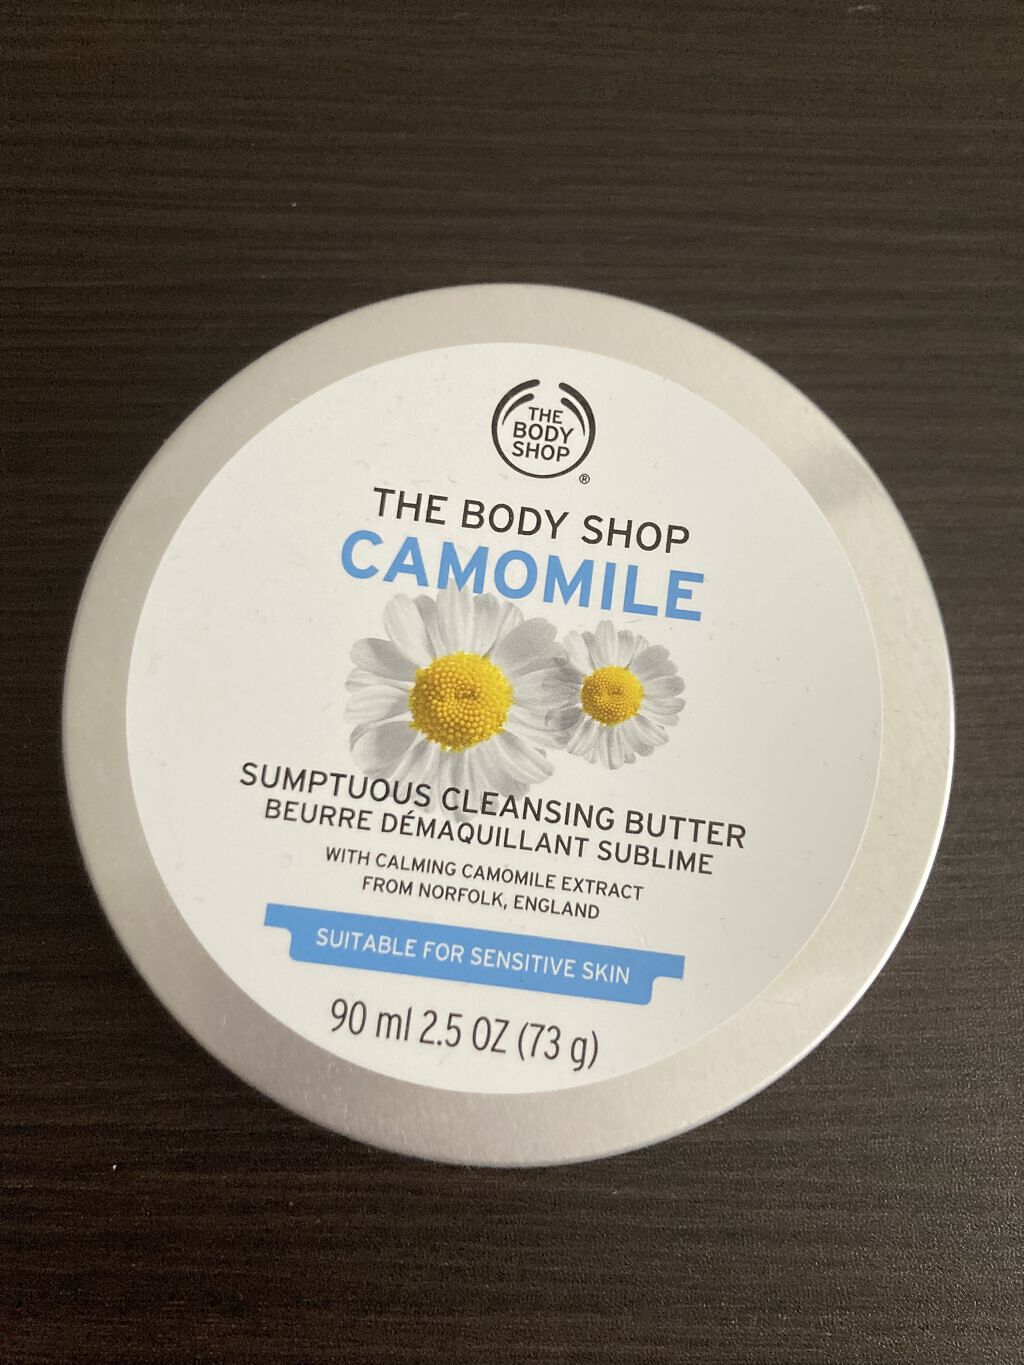 THE
BODY
SHOP
®
THE BODY SHOP
CAMOMILE
SUMPTUOUS CLEANSING BUTTER
BEURRE DÉMAQUILLANT SUBLIME
WITH CALMING CAMOMILE EXTRACT
FROM NORFOLK, ENGLAND
SUITABLE FOR SENSITIVE SKIN
90 ml 2.5 OZ (73 g)